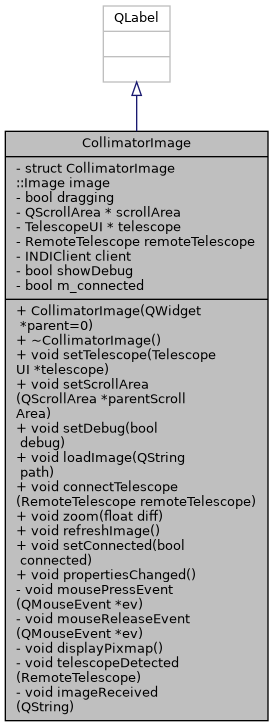 QLabel
CollimatorImage
- struct CollimatorImage
::Image image
- bool dragging
- QScrollArea * scrollArea
- TelescopeUI * telescope
- RemoteTelescope remoteTelescope
- INDIClient client
- bool showDebug
- bool m_connected
+ CollimatorImage(QWidget
*parent=0)
+ ~CollimatorImage()
+ void setTelescope(Telescope
UI *telescope)
+ void setScrollArea
(QScrollArea *parentScroll
Area)
+ void setDebug(bool
debug)
+ void loadImage(QString
path)
+ void connectTelescope
(RemoteTelescope remoteTelescope)
+ void zoom(float diff)
+ void refreshImage()
+ void setConnected(bool
connected)
+ void propertiesChanged()
- void mousePressEvent
(QMouseEvent *ev)
- void mouseReleaseEvent
(QMouseEvent *ev)
- void displayPixmap()
- void telescopeDetected
(RemoteTelescope)
- void imageReceived
(QString)